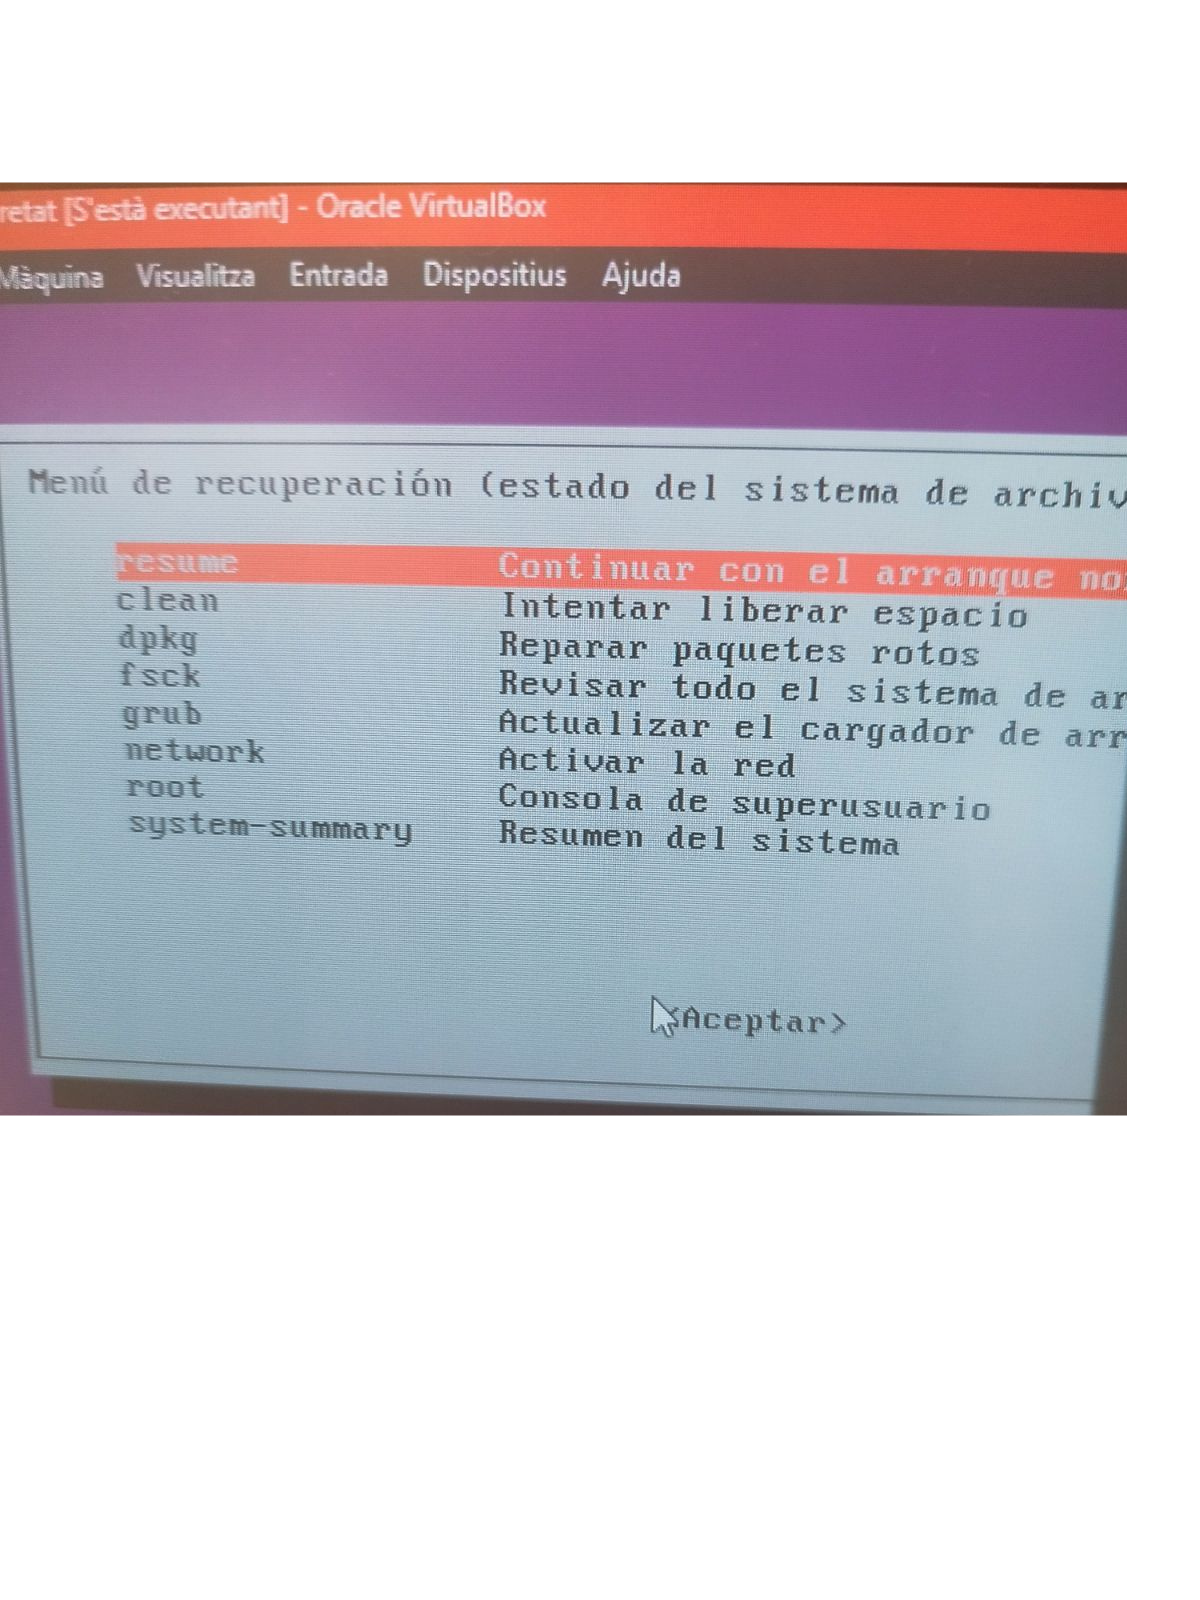 retat [S'està executant] - Oracle VirtualBox
Màquina Visualitza Entrada Dispositius Ajuda
Menú de recuperación (estado del sistema de archiv
resume Continuar con el arranque no
clean Intentar liberar espacio
dpkg Reparar paquetes rotos
fsck Revisar todo el sistema de ar
grub Actualizar el cargador de arr
network Activar la red
root Consola de superusuario
system-summary Resumen del sistema
<Aceptar>